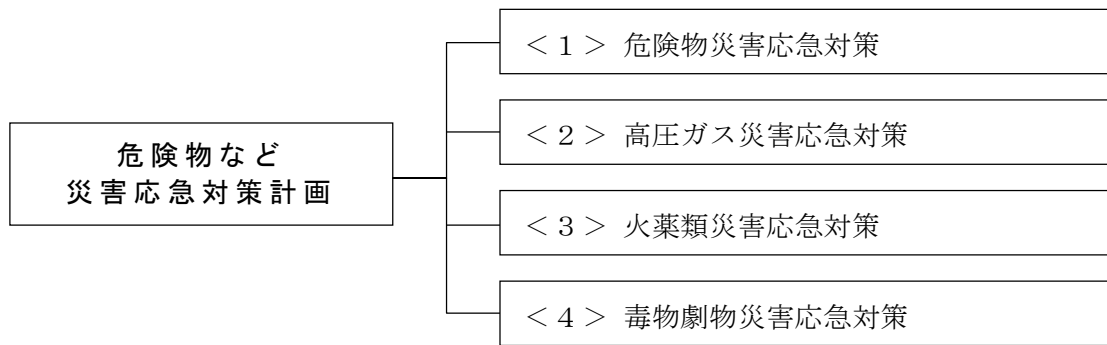 危険物など
災害応急対策計画
＜１＞ 危険物災害応急対策
＜２＞ 高圧ガス災害応急対策
＜３＞ 火薬類災害応急対策
＜４＞ 毒物劇物災害応急対策